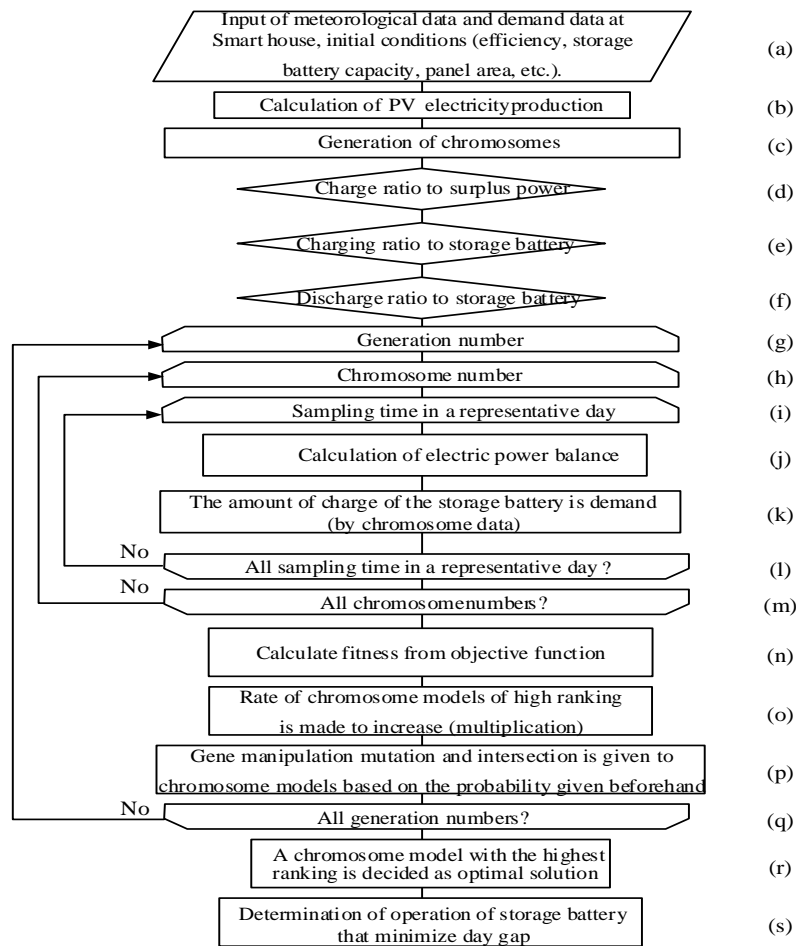 Input of meteorological data and demand data at
Smart house, initial conditions (efficiency, storage
battery capacity, panel area, etc.).
(a)
Calculation of PV electricityproduction
(b)
Generation of chromosomes
(c)
Charge ratio to surplus power
(d)
Charging ratio to storage battery
(e)
Discharge ratio to storage battery
(f)
Generation number
(g)
Chromosome number
(h)
Sampling time in a representative day
(i)
Calculation of electric power balance
(j)
The amount of charge of the storage battery is demand
(by chromosome data)
(k)
No
All sampling time in a representative day ?
(l)
No
All chromosomenumbers?
(m)
Calculate fitness from objective function
(n)
Rate of chromosome models of high ranking
is made to increase (multiplication)
(o)
Gene manipulation mutation and intersection is given to
chromosome models based on the probability given beforehand
(p)
No
All generation numbers?
(q)
A chromosome model with the highest
ranking is decided as optimal solution
(r)
Determination of operation of storage battery
that minimize day gap
(s)